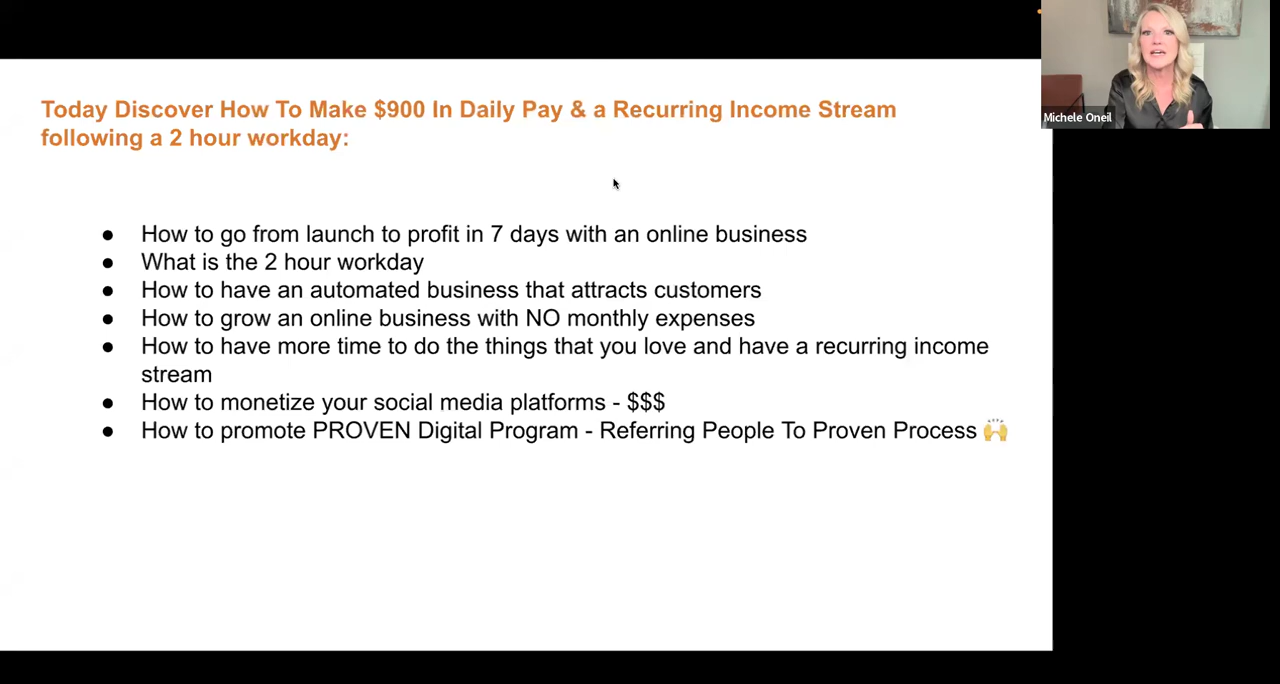 Today Discover How To Make $900 In Daily Pay & a Recurring Income Stream
following a 2 hour workday:
● How to go from launch to profit in 7 days with an online business
● What is the 2 hour workday
● How to have an automated business that attracts customers
● How to grow an online business with NO monthly expenses
● How to have more time to do the things that you love and have a recurring income
stream
● How to monetize your social media platforms - $$$
● How to promote PROVEN Digital Program - Referring People To Proven Process 🙌
Michele Oneil